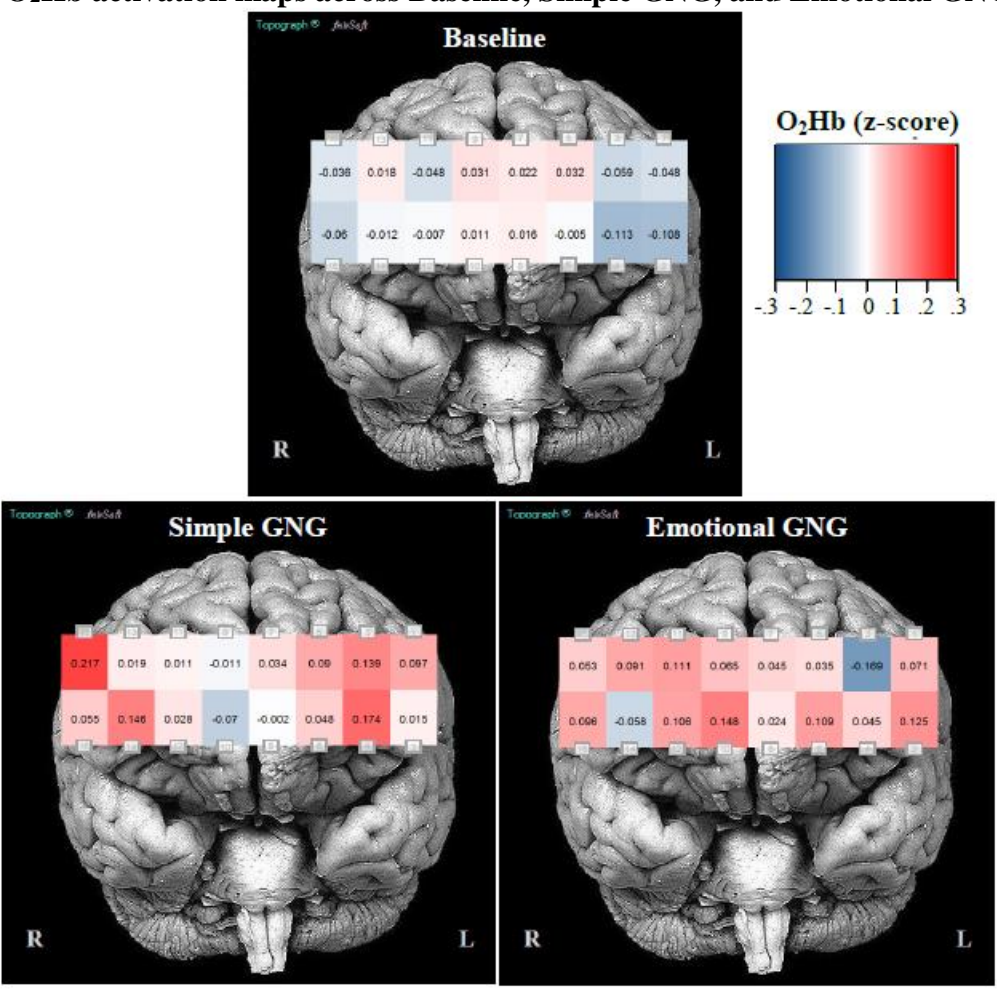 O₂Hb activation maps across Baseline, Simple GNG, and Emotional GNG
Topograph ® fnirSoft
Baseline
-0.036 0.018 -0.048 0.031 0.022 0.032 -0.059 -0.048
-0.06 -0.012 -0.007 0.011 0.016 -0.005 -0.113 -0.108
R L
O₂Hb (z-score)
-.3 -.2 -.1 0 .1 .2 .3
Topograph ® fnirSoft
Simple GNG
0.217 0.019 0.011 -0.011 0.034 0.09 0.139 0.097
0.055 0.146 0.028 -0.07 -0.002 0.048 0.174 0.015
R L
Topograph ® fnirSoft
Emotional GNG
0.053 0.091 0.111 0.065 0.045 0.035 -0.169 0.071
0.096 -0.058 0.106 0.148 0.024 0.109 0.045 0.125
R L